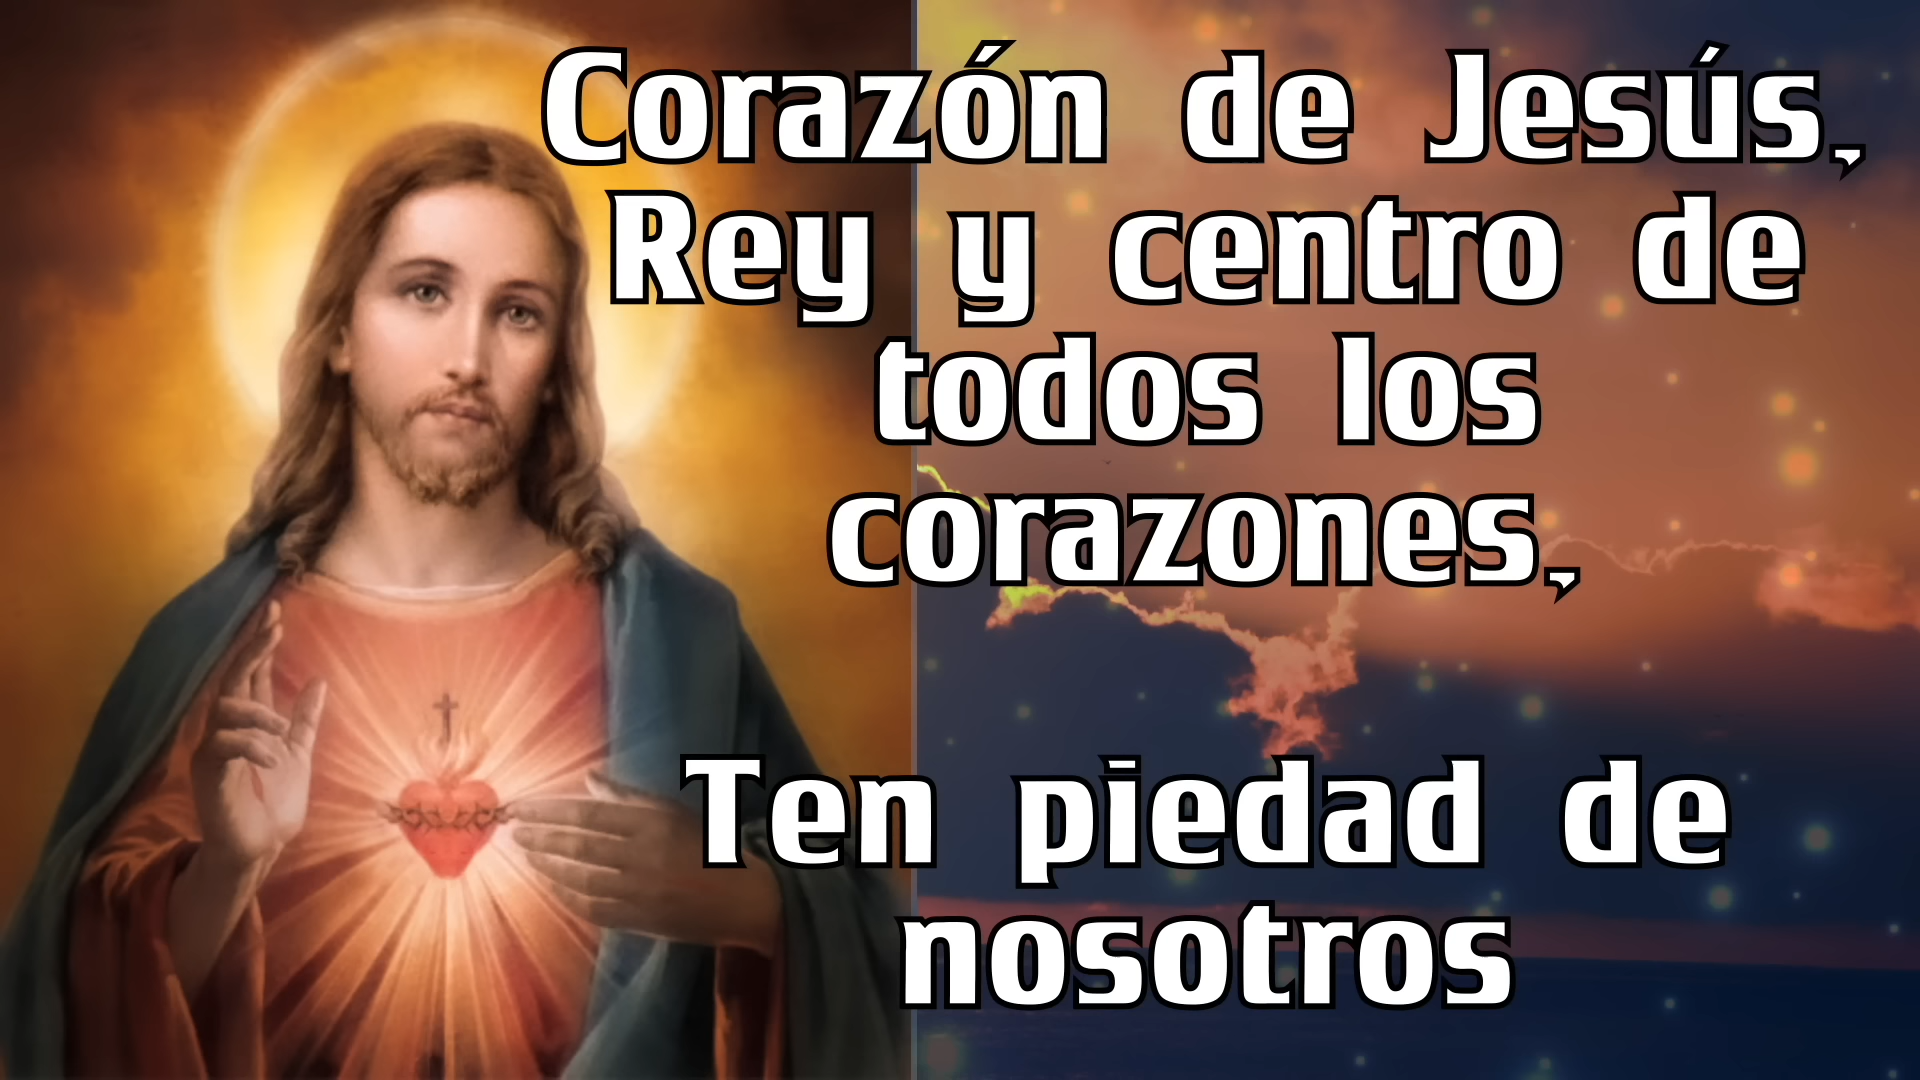 Corazón de Jesús,
Rey y centro de
todos los
corazones,
Ten piedad de
nosotros